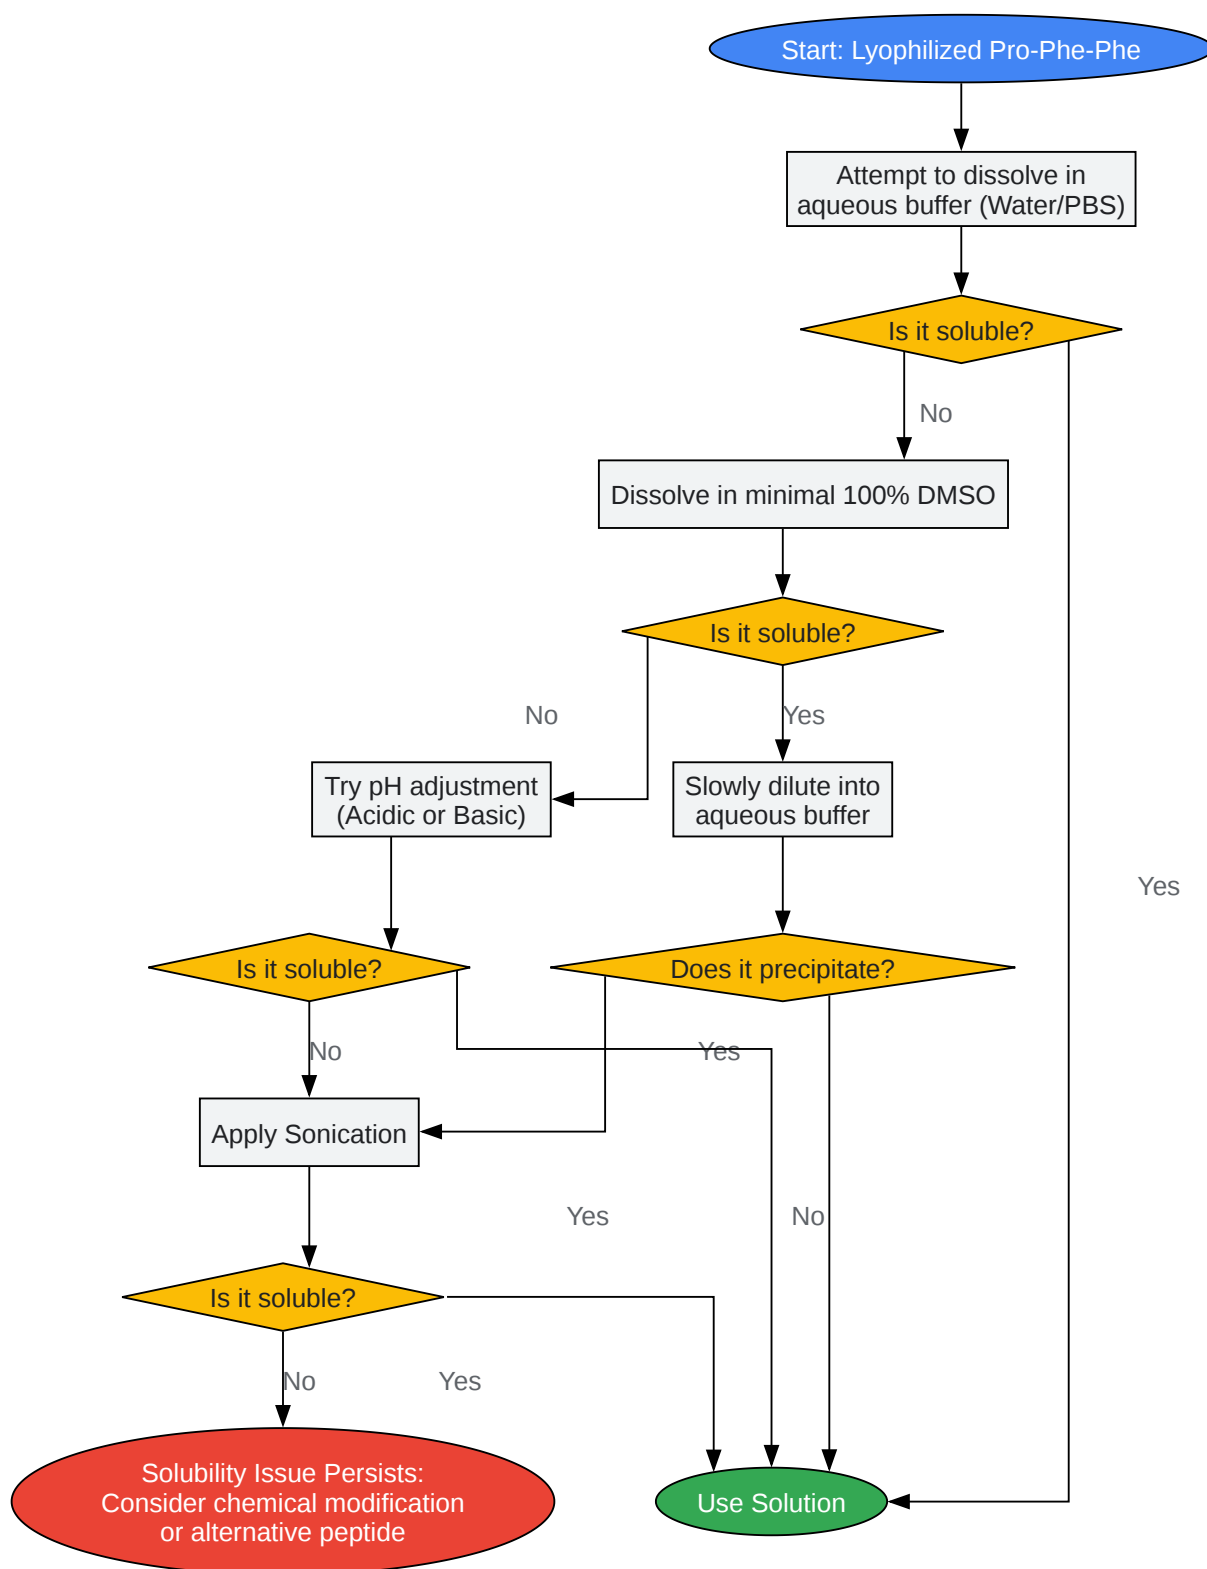 Start: Lyophilized Pro-Phe-Phe
Attempt to dissolve in
aqueous buffer (Water/PBS)
Is it soluble?
No
Dissolve in minimal 100% DMSO
Is it soluble?
No
Yes
Try pH adjustment
(Acidic or Basic)
Slowly dilute into
aqueous buffer
Yes
Is it soluble?
Does it precipitate?
No
Yes
Apply Sonication
Yes
No
Is it soluble?
No
Yes
Solubility Issue Persists:
Consider chemical modification
or alternative peptide
Use Solution